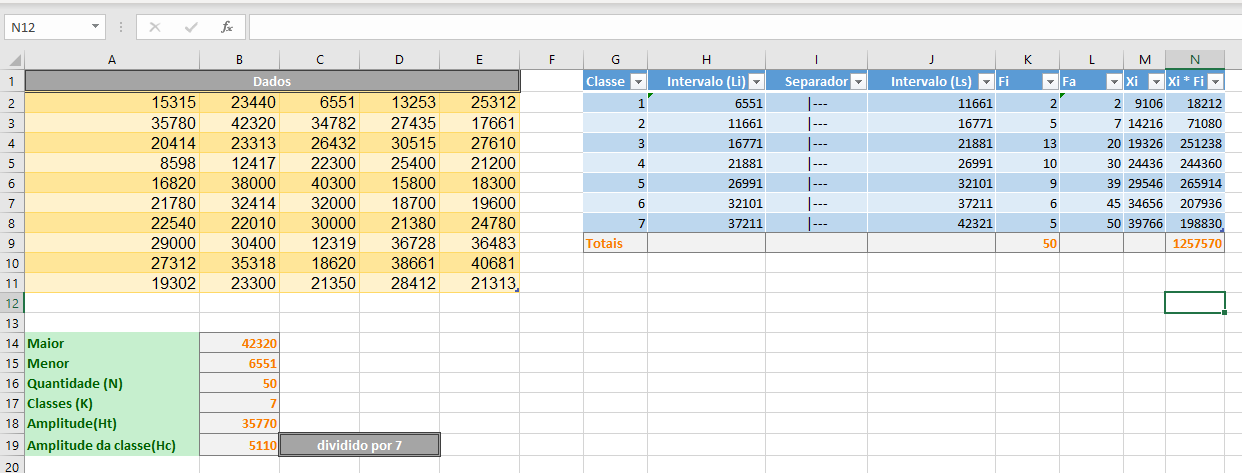 N12 fx
A B C D E F G H I J K L M N
1 Dados Classe Intervalo (Li) Separador Intervalo (Ls) Fi Fa Xi Xi * Fi
2 15315 23440 6551 13253 25312 1 6551 |--- 11661 2 2 9106 18212
3 35780 42320 34782 27435 17661 2 11661 |--- 16771 5 7 14216 71080
4 20414 23313 26432 30515 27610 3 16771 |--- 21881 13 20 19326 251238
5 8598 12417 22300 25400 21200 4 21881 |--- 26991 10 30 24436 244360
6 16820 38000 40300 15800 18300 5 26991 |--- 32101 9 39 29546 265914
7 21780 32414 32000 18700 19600 6 32101 |--- 37211 6 45 34656 207936
8 22540 22010 30000 21380 24780 7 37211 |--- 42321 5 50 39766 198830
9 29000 30400 12319 36728 36483 Totais 50 1257570
10 27312 35318 18620 38661 40681
11 19302 23300 21350 28412 21313
12
13
14 Maior 42320
15 Menor 6551
16 Quantidade (N) 50
17 Classes (K) 7
18 Amplitude(Ht) 35770
19 Amplitude da classe(Hc) 5110 dividido por 7
20